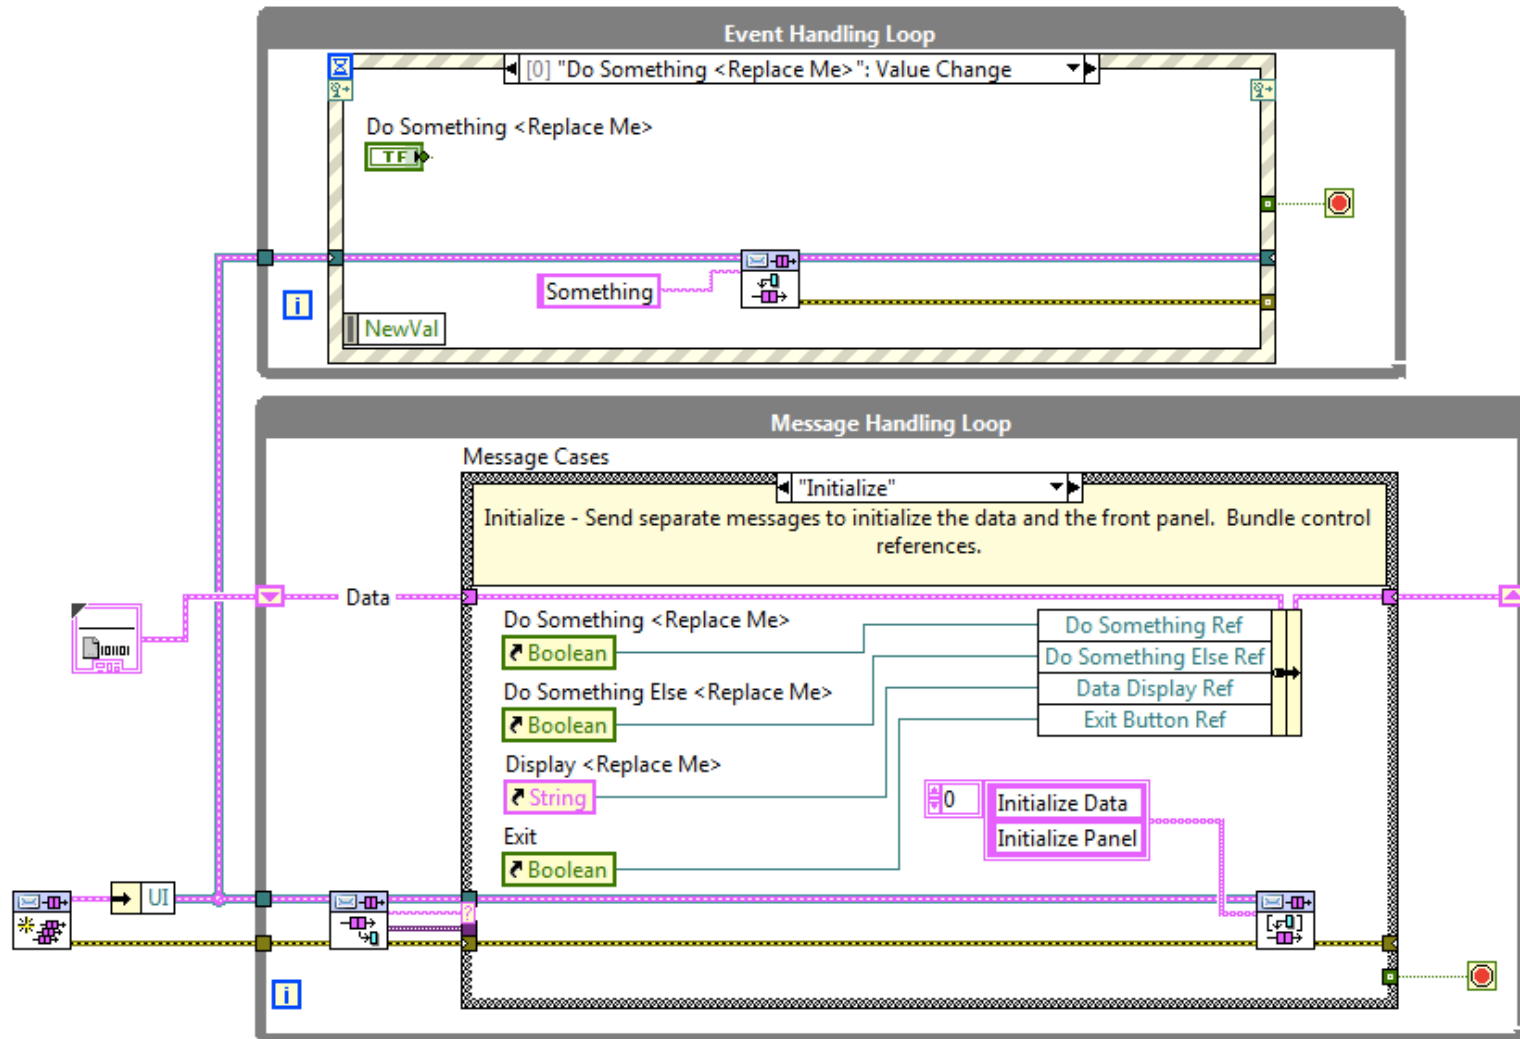 Event Handling Loop
[0] "Do Something <Replace Me>": Value Change
Do Something <Replace Me>
TF
Something
i
NewVal
Message Handling Loop
Message Cases
"Initialize"
Initialize - Send separate messages to initialize the data and the front panel.  Bundle control
references.
Data
Do Something <Replace Me>
Boolean
Do Something Ref
Do Something Else Ref
Do Something Else <Replace Me>
Boolean
Data Display Ref
Exit Button Ref
Display <Replace Me>
String
0
Initialize Data
Initialize Panel
Exit
Boolean
UI
?
i